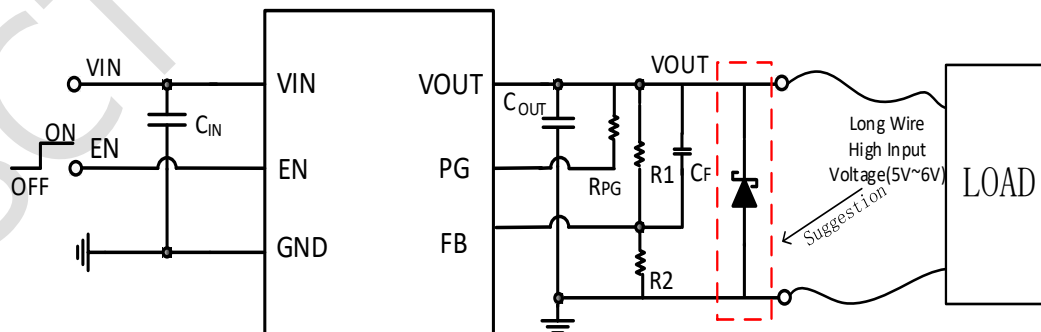 VIN
ON
EN
OFF
CIN
VIN
EN
GND
VOUT
PG
FB
COUT
RPG
VOUT
R1
CF
R2
Long Wire
High Input
Voltage(5V~6V)
Suggestion
LOAD